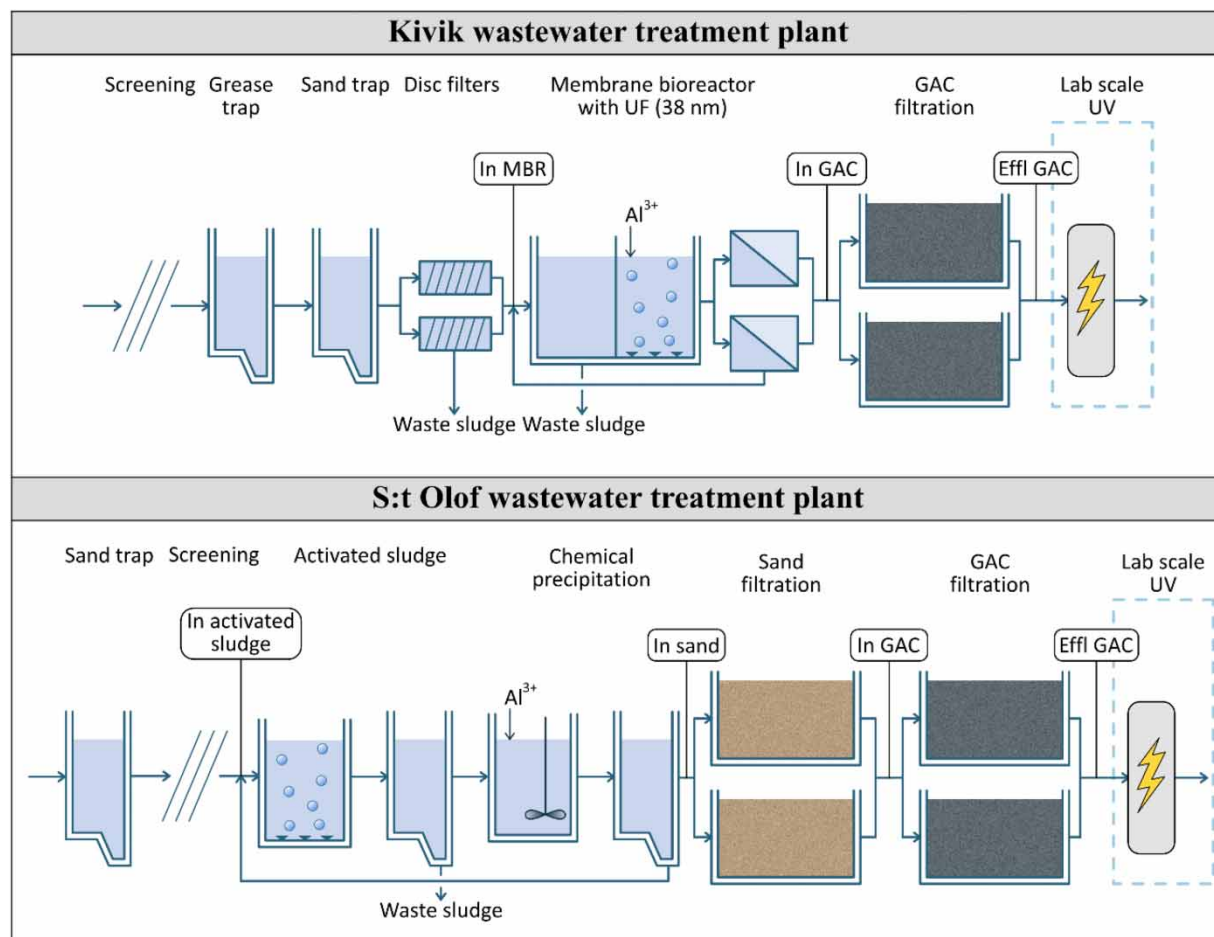 Kivik wastewater treatment plant
Screening
Grease
trap
Sand trap
Disc filters
Membrane bioreactor
with UF (38 nm)
GAC
filtration
Lab scale
UV
In MBR
In GAC
Effl GAC
Al³⁺
Waste sludge
Waste sludge
S:t Olof wastewater treatment plant
Sand trap
Screening
Activated sludge
Chemical
precipitation
Sand
filtration
GAC
filtration
Lab scale
UV
In activated
sludge
In sand
In GAC
Effl GAC
Al³⁺
Waste sludge